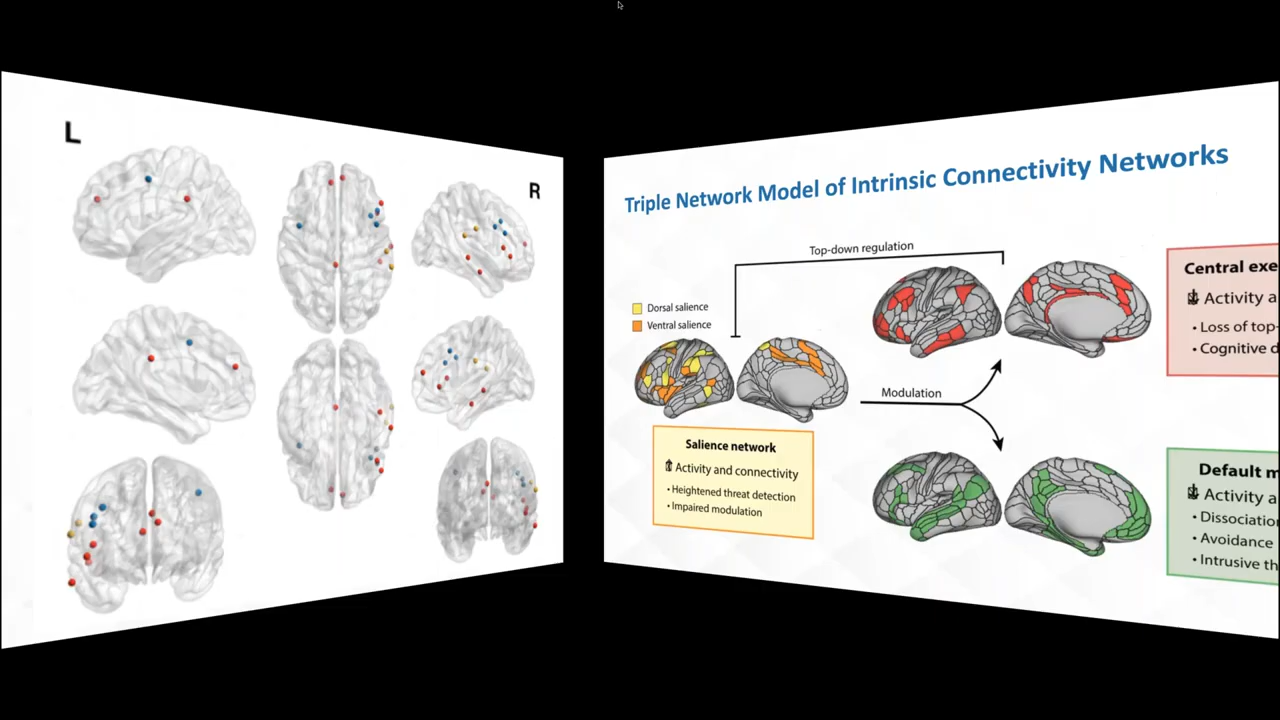 L
R
Triple Network Model of Intrinsic Connectivity Networks
Top-down regulation
Dorsal salience
Ventral salience
Modulation
Salience network
Activity and connectivity
• Heightened threat detection
• Impaired modulation
Central exe
Activity a
• Loss of top-
• Cognitive d
Default m
Activity a
• Dissociation
• Avoidance
• Intrusive th